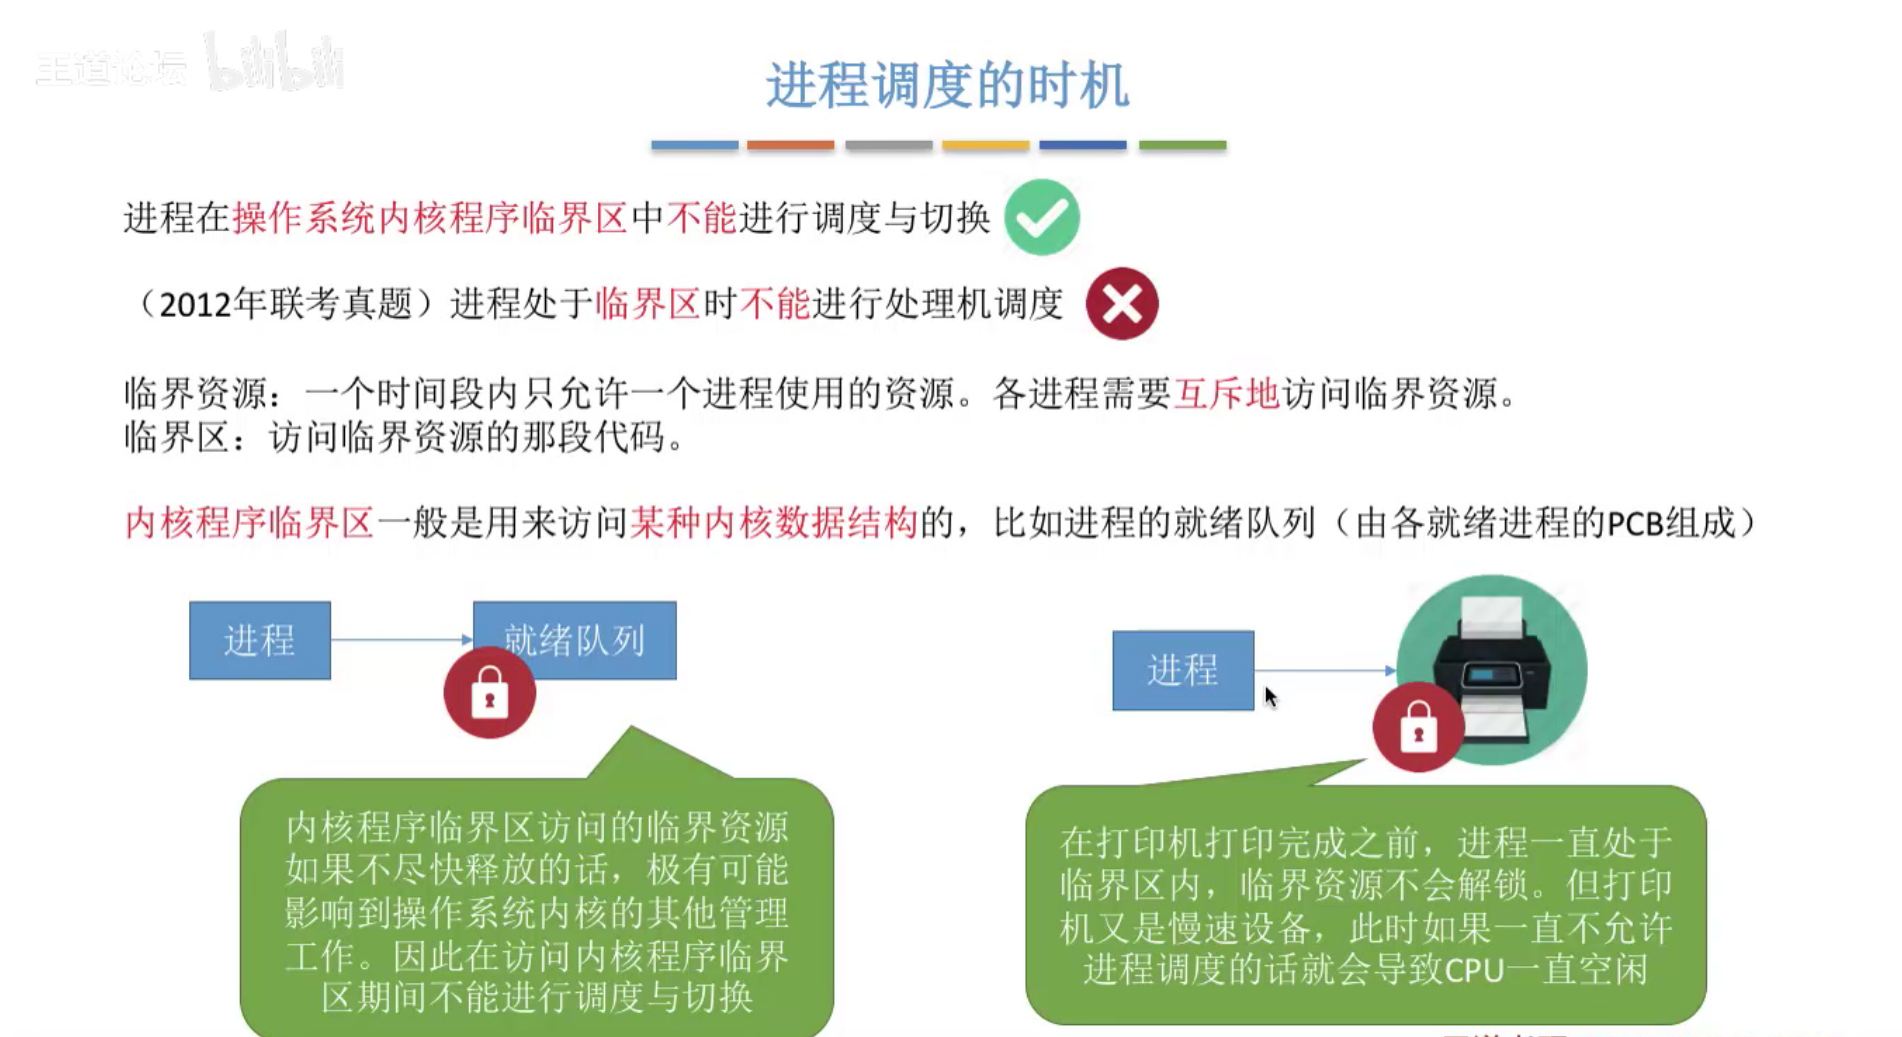 王道论坛 bilibili
进程调度的时机
进程在操作系统内核程序临界区中不能进行调度与切换
（2012年联考真题）进程处于临界区时不能进行处理机调度
临界资源：一个时间段内只允许一个进程使用的资源。各进程需要互斥地访问临界资源。
临界区：访问临界资源的那段代码。
内核程序临界区一般是用来访问某种内核数据结构的，比如进程的就绪队列（由各就绪进程的PCB组成）
进程
就绪队列
进程
内核程序临界区访问的临界资源
如果不尽快释放的话，极有可能
影响到操作系统内核的其他管理
工作。因此在访问内核程序临界
区期间不能进行调度与切换
在打印机打印完成之前，进程一直处于
临界区内，临界资源不会解锁。但打印
机又是慢速设备，此时如果一直不允许
进程调度的话就会导致CPU一直空闲